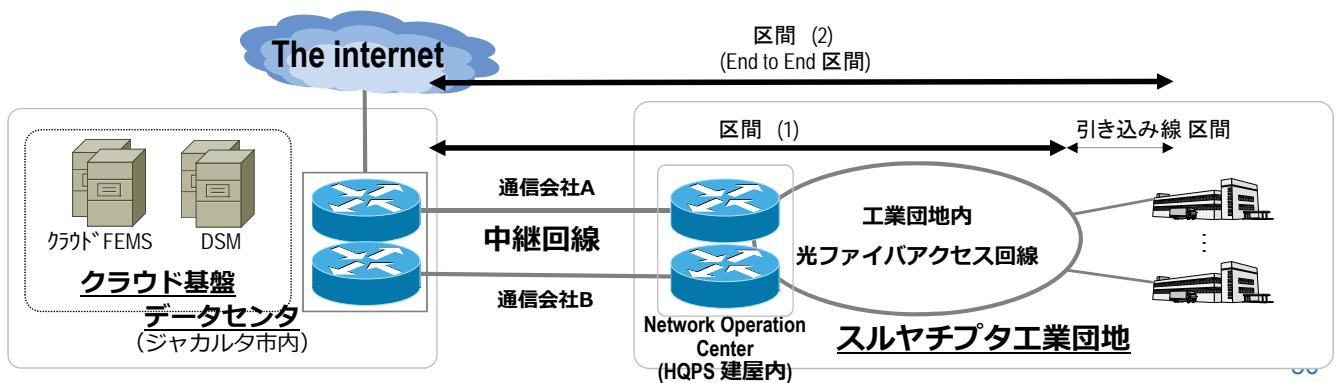 The internet
区間 (2)
(End to End 区間)
区間 (1)
引き込み線 区間
通信会社A
中継回線
通信会社B
工業団地内
光ファイバアクセス回線
⋮
クラウド FEMS
DSM
クラウド基盤
データセンタ
(ジャカルタ市内)
Network Operation
Center
(HQPS 建屋内)
スルヤチプタ工業団地